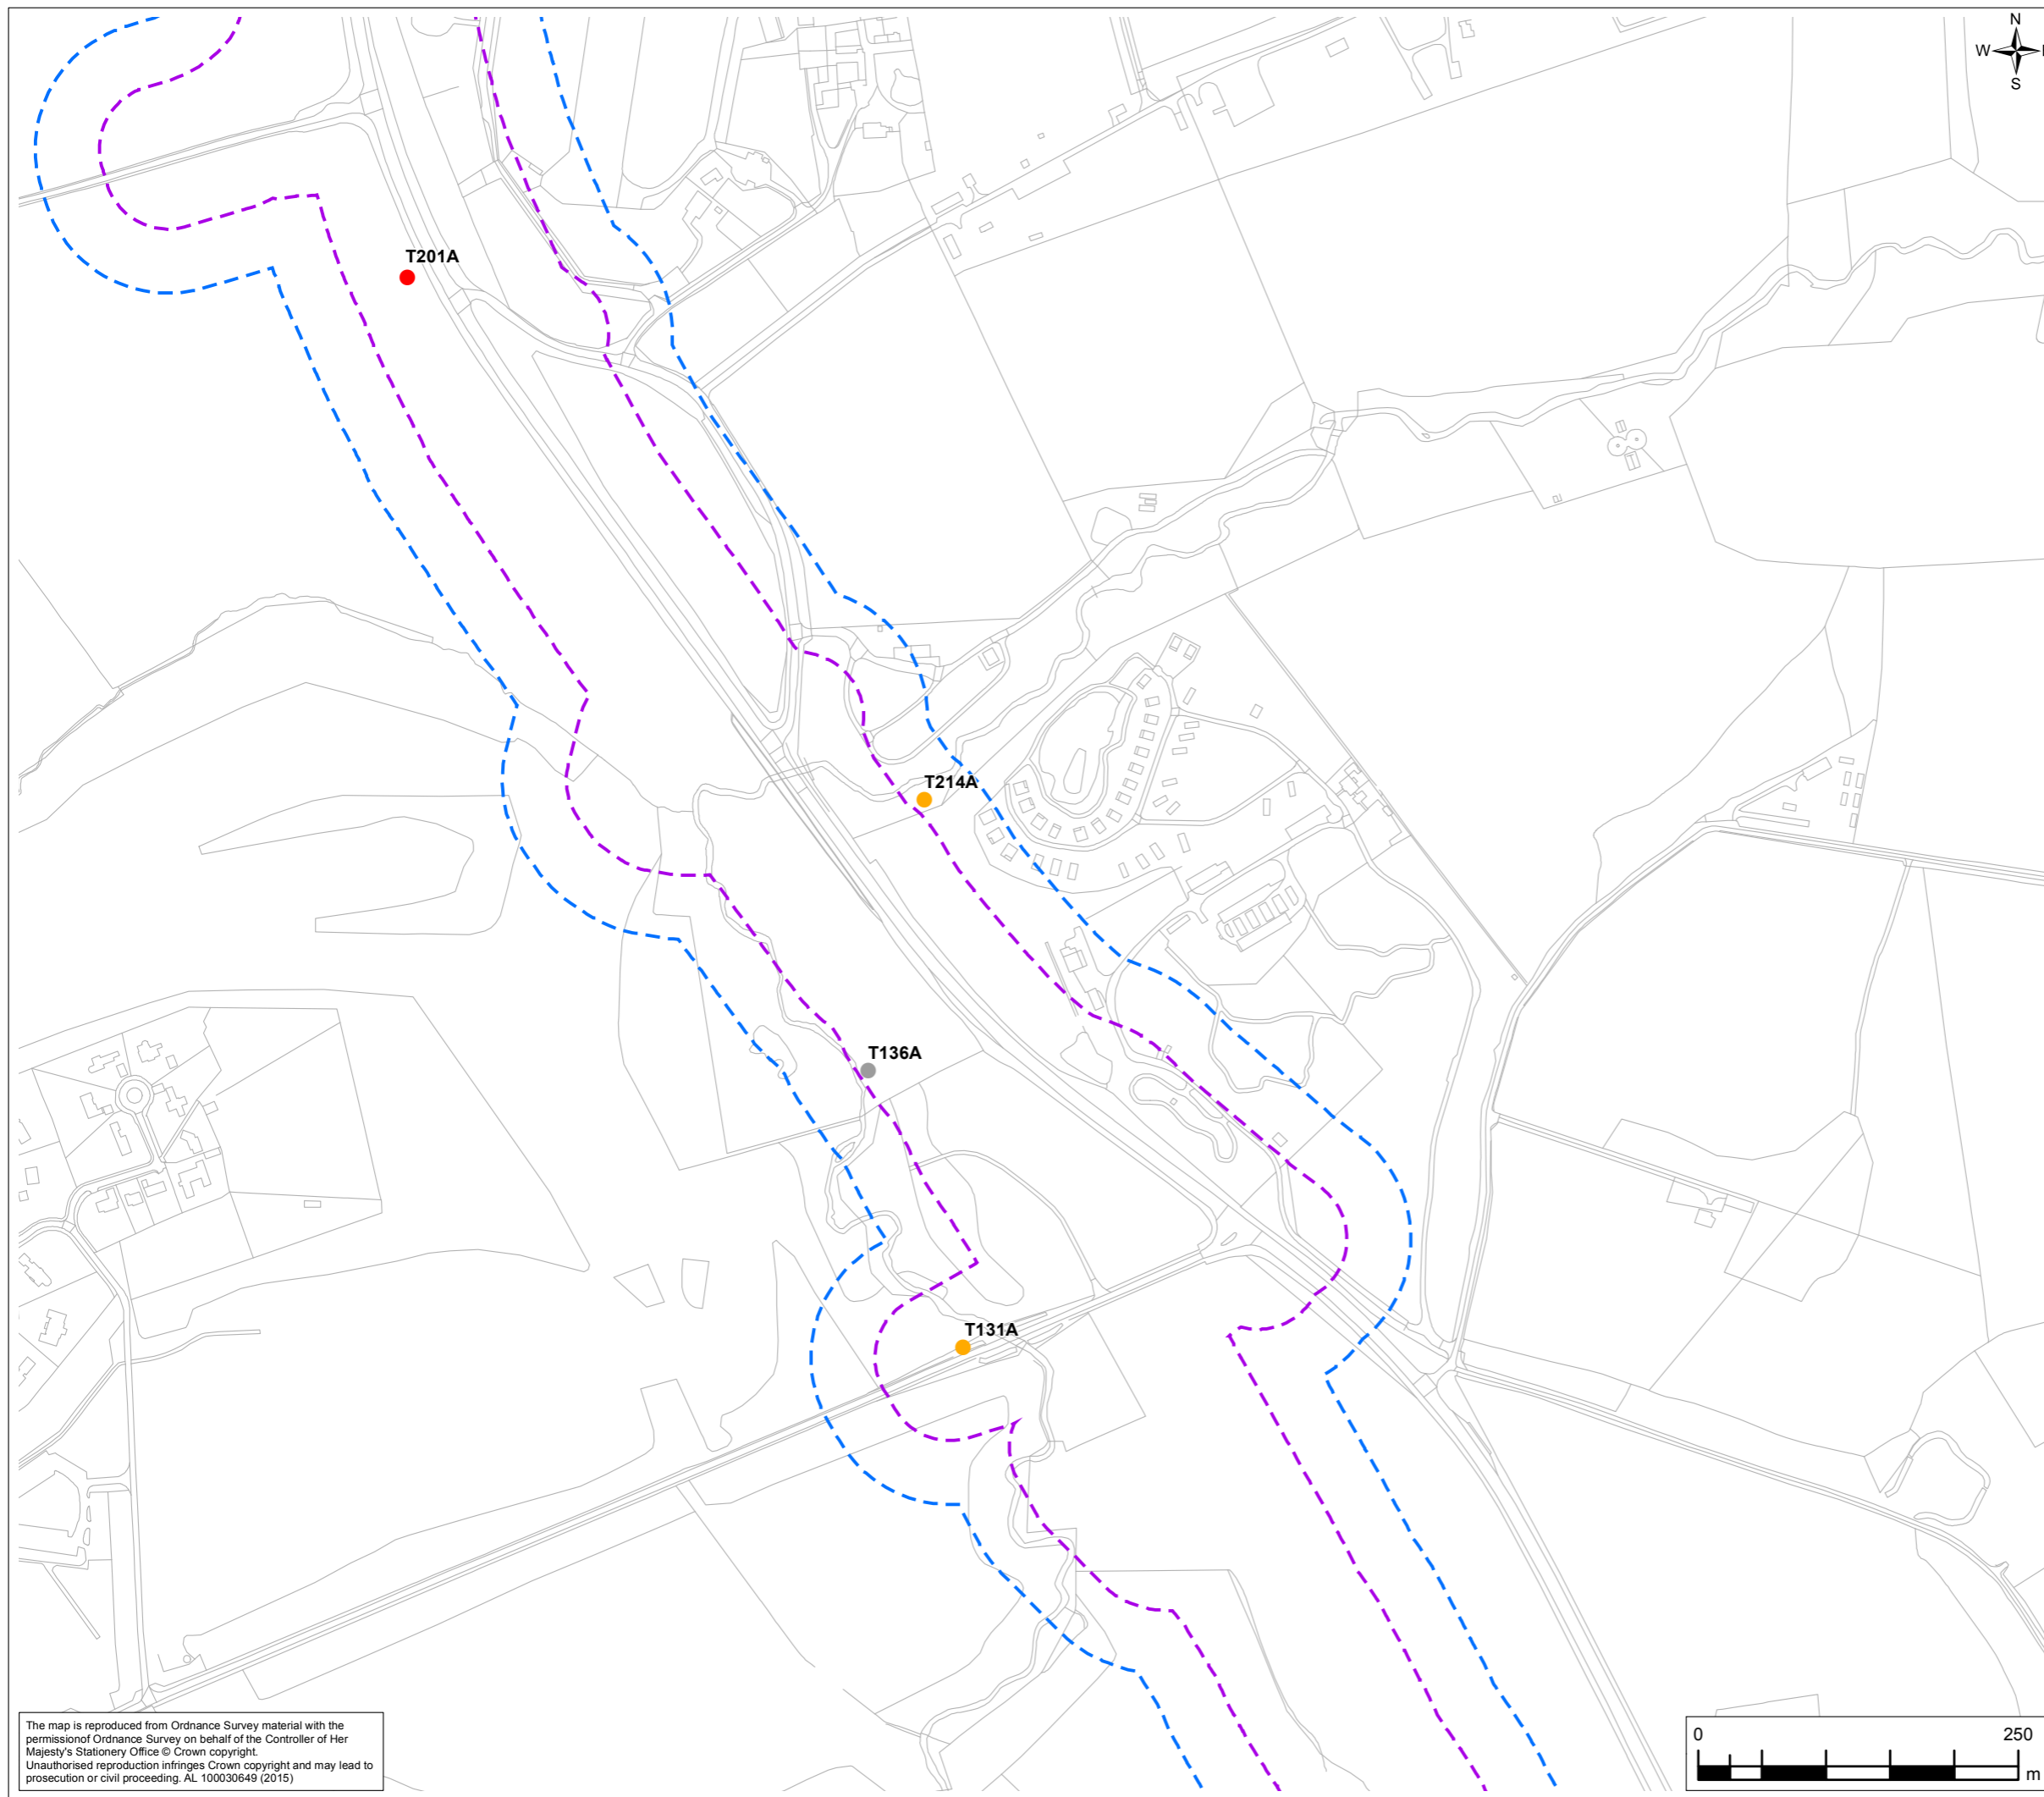 N
W
S
T201A
T214A
T136A
T131A
The map is reproduced from Ordnance Survey material with the
permissionof Ordnance Survey on behalf of the Controller of Her
Majesty's Stationery Office © Crown copyright.
Unauthorised reproduction infringes Crown copyright and may lead to
prosecution or civil proceeding. AL 100030649 (2015)
0 250
m